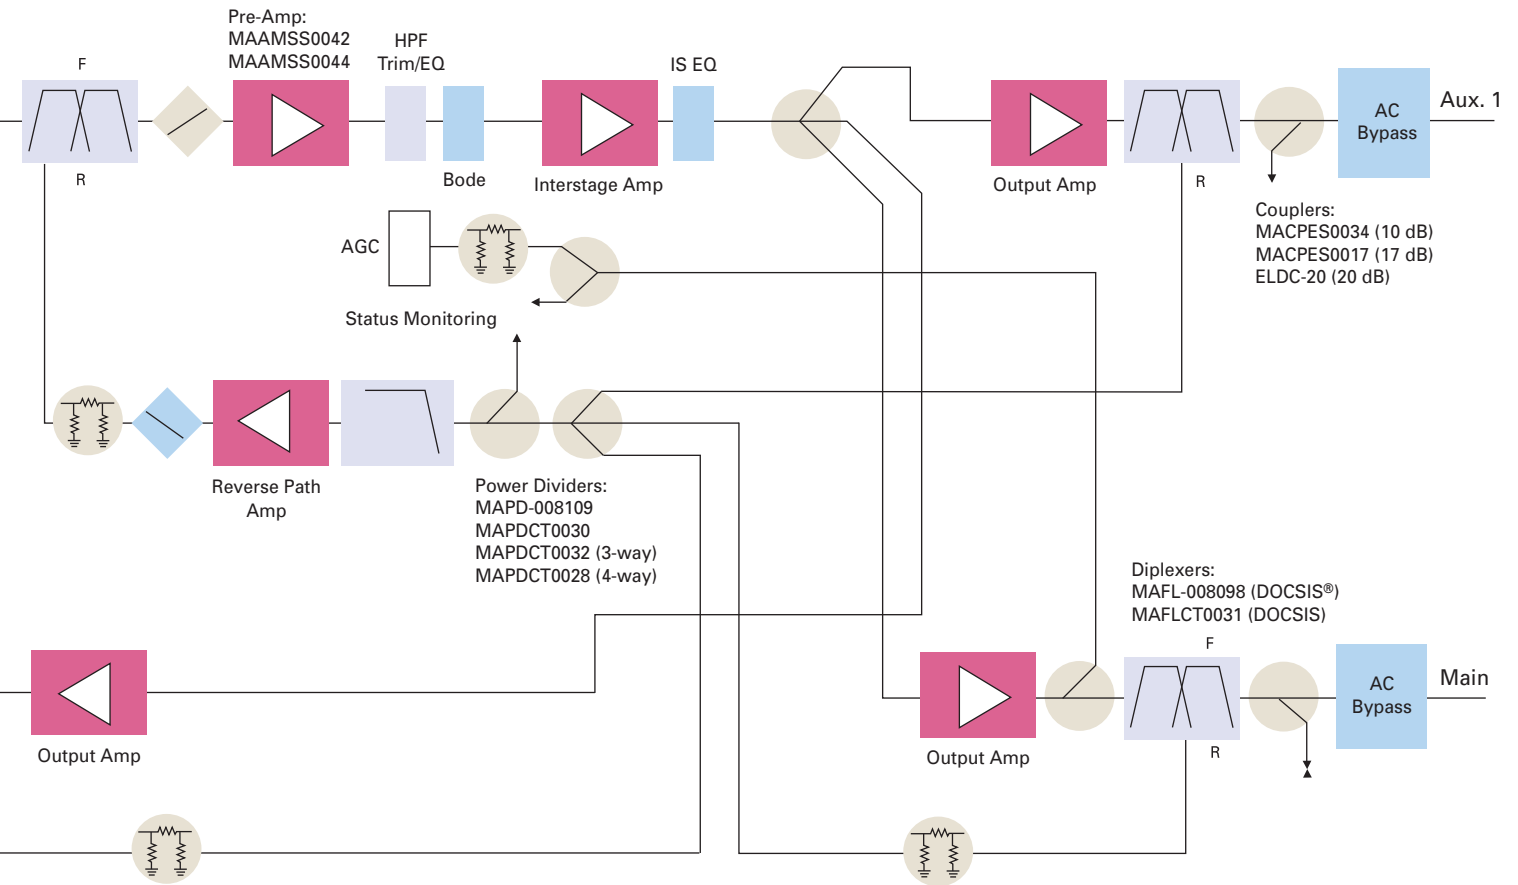 Pre-Amp:
MAAMSS0042
MAAMSS0044
HPF
Trim/EQ
F
IS EQ
R
Bode
Interstage Amp
Output Amp
R
AC
Bypass
Aux. 1
Couplers:
MACPES0034 (10 dB)
MACPES0017 (17 dB)
ELDC-20 (20 dB)
AGC
Status Monitoring
Reverse Path
Amp
Power Dividers:
MAPD-008109
MAPDCT0030
MAPDCT0032 (3-way)
MAPDCT0028 (4-way)
Diplexers:
MAFL-008098 (DOCSIS®)
MAFLCT0031 (DOCSIS)
F
R
AC
Bypass
Main
Output Amp
Output Amp